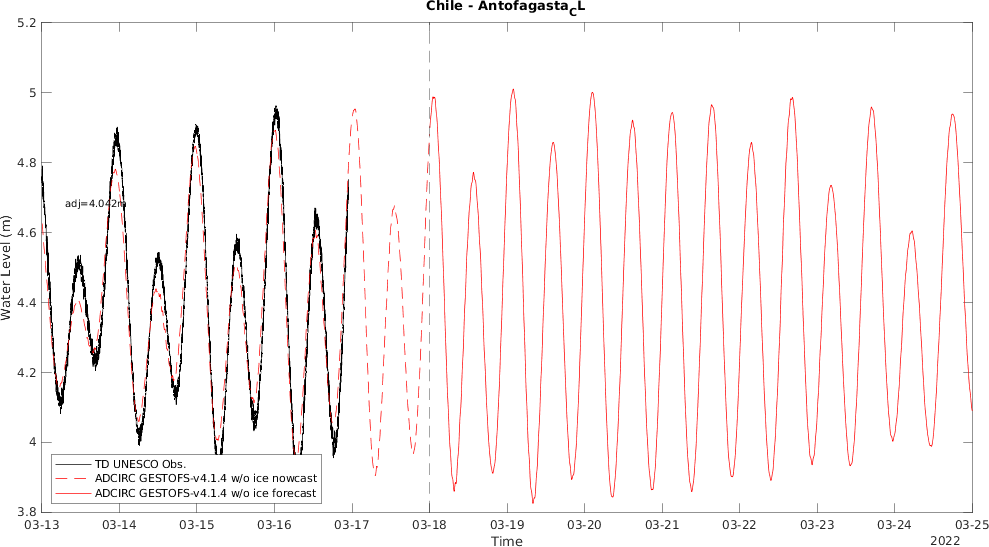 Chile - AntofagastaCL
5.2
5
4.8
4.6
4.4
4.2
4
3.8
Water Level (m)
adj=4.042m
TD UNESCO Obs.
ADCIRC GESTOFS-v4.1.4 w/o ice nowcast
ADCIRC GESTOFS-v4.1.4 w/o ice forecast
03-13 03-14 03-15 03-16 03-17 03-18 03-19 03-20 03-21 03-22 03-23 03-24 03-25
Time
2022